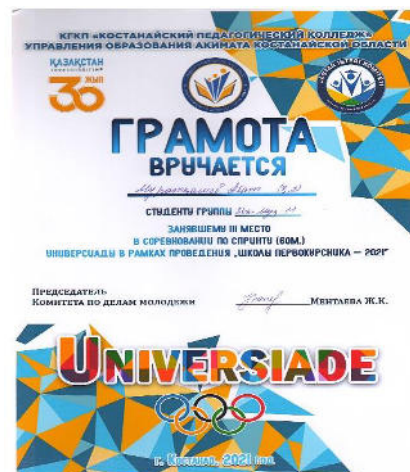 КГКП «КОСТАНАЙСКИЙ ПЕДАГОГИЧЕСКИЙ КОЛЛЕДЖ»
УПРАВЛЕНИЯ ОБРАЗОВАНИЯ АКИМАТА КОСТАНАЙСКОЙ ОБЛАСТИ
ҚАЗАҚСТАН
30 ЖЫЛ
ГРАМОТА
ВРУЧАЕТСЯ
СТУДЕНТУ ГРУППЫ
ЗАНЯВШЕМУ III МЕСТО
В СОРЕВНОВАНИИ ПО СПРИНТУ (60М.)
УНИВЕРСИАДЫ В РАМКАХ ПРОВЕДЕНИЯ „ШКОЛЫ ПЕРВОКУРСНИКА – 2021"
ПРЕДСЕДАТЕЛЬ
КОМИТЕТА ПО ДЕЛАМ МОЛОДЕЖИ
МЕНТАЕВА Ж.К.
UNIVERSIADE
г. КОСТАНАЙ, 2021 год